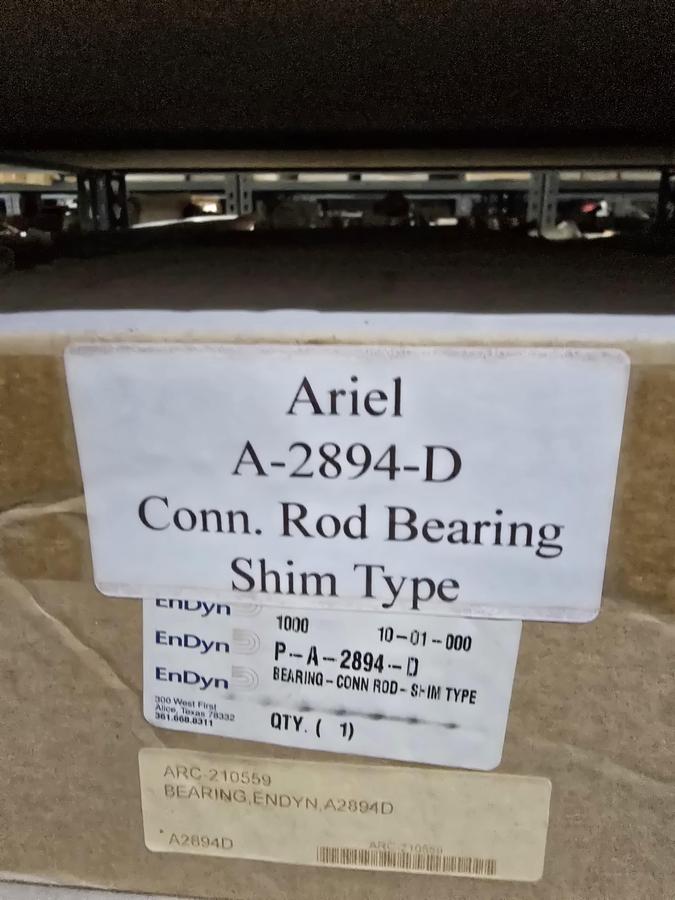 Ariel
A-2894-D
Conn. Rod Bearing
Shim Type
EnDyn
1000 10-01-000
EnDyn
P-A-2894-D
BEARING-CONN ROD-SHIM TYPE
EnDyn
300 West First
Alice, Texas 78332
361.668.8311
QTY. ( 1)
ARC-210559
BEARING,ENDYN,A2894D
A2894D
ARC-210559